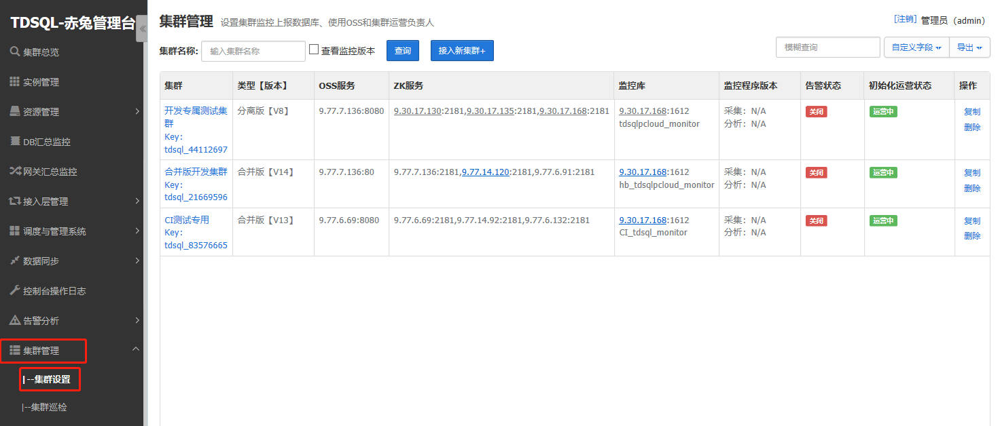 TDSQL-赤兔管理台
集群总览
实例管理
资源管理
DB汇总监控
网关汇总监控
接入层管理
调度与管理系统
数据同步
控制台操作日志
告警分析
集群管理
|--集群设置
|--集群巡检
集群管理 设置集群监控上报数据库、使用OSS和集群运营负责人
[注销] 管理员（admin）
集群名称: 输入集群名称 查看监控版本 查询 接入新集群+ 模糊查询 自定义字段 导出
集群 类型【版本】 OSS服务 ZK服务 监控库 监控程序版本 告警状态 初始化运营状态 操作
开发专属测试集 分离版【V8】 9.77.7.136:8080 9.30.17.130:2181,9.30.17.135:2181,9.30.17.168:2181 9.30.17.168:1612 采集：N/A 关闭 运营中 复制
群 tdsqlpcloud_monitor 分析：N/A 删除
Key:
tdsql_44112697
合并版开发集群 合并版【V14】 9.77.7.136:80 9.77.7.136:2181,9.77.14.120:2181,9.77.6.91:2181 9.30.17.168:1612 采集：N/A 关闭 运营中 复制
Key: hb_tdsqlpcloud_monitor 分析：N/A 删除
tdsql_21669596
CI测试专用 合并版【V13】 9.77.6.69:8080 9.77.6.69:2181,9.77.14.92:2181,9.77.6.132:2181 9.30.17.168:1612 采集：N/A 关闭 运营中 复制
Key: CI_tdsql_monitor 分析：N/A 删除
tdsql_83576665